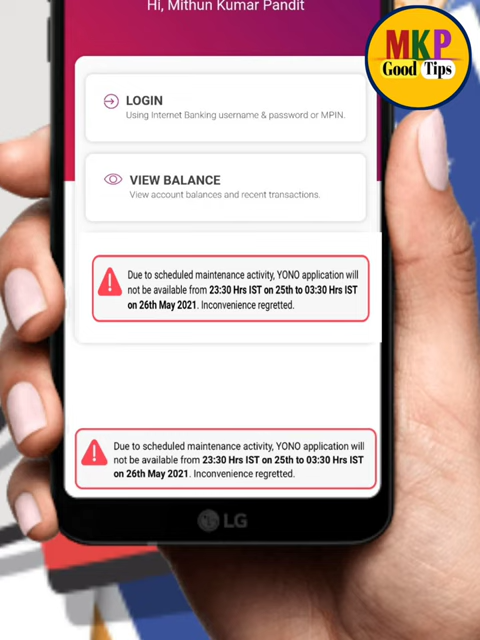 Hi, Mithun Kumar Pandit
MKP
Good Tips
LOGIN
Using Internet Banking username & password or MPIN.
VIEW BALANCE
View account balances and recent transactions.
Due to scheduled maintenance activity, YONO application will
not be available from 23:30 Hrs IST on 25th to 03:30 Hrs IST
on 26th May 2021. Inconvenience regretted.
Due to scheduled maintenance activity, YONO application will
not be available from 23:30 Hrs IST on 25th to 03:30 Hrs IST
on 26th May 2021. Inconvenience regretted.
LG